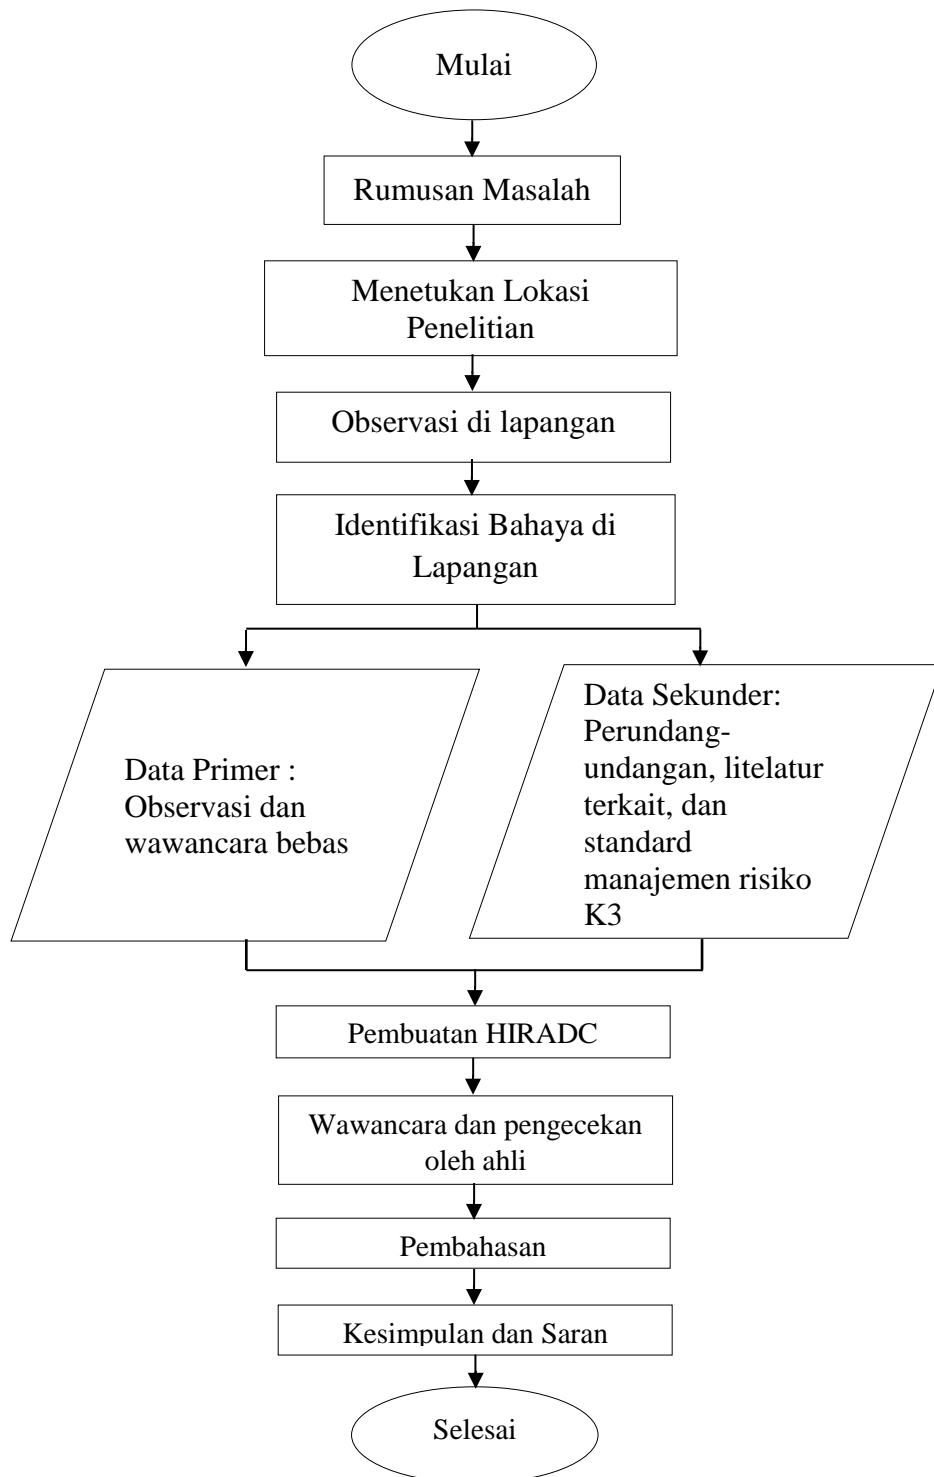 Mulai
Rumusan Masalah
Menetukan Lokasi
Penelitian
Observasi di lapangan
Identifikasi Bahaya di
Lapangan
Data Primer :
Observasi dan
wawancara bebas
Data Sekunder:
Perundang-
undangan, litelatur
terkait, dan
standard
manajemen risiko
K3
Pembuatan HIRADC
Wawancara dan pengecekan
oleh ahli
Pembahasan
Kesimpulan dan Saran
Selesai